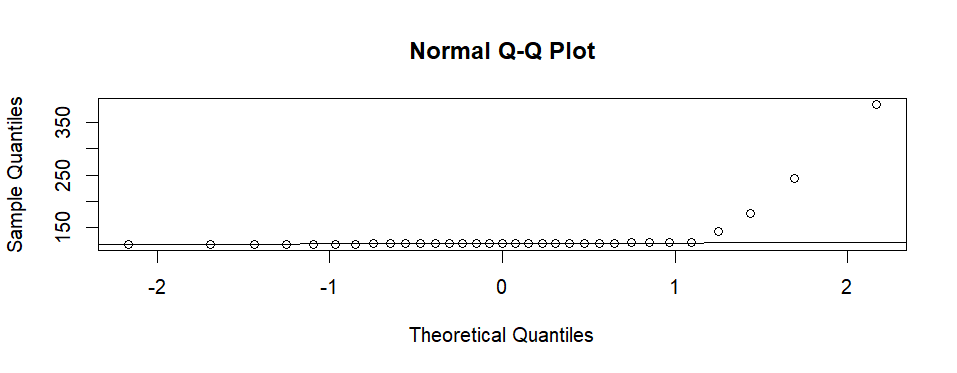 Normal Q-Q Plot
Sample Quantiles
350
250
150
-2 -1 0 1 2
Theoretical Quantiles